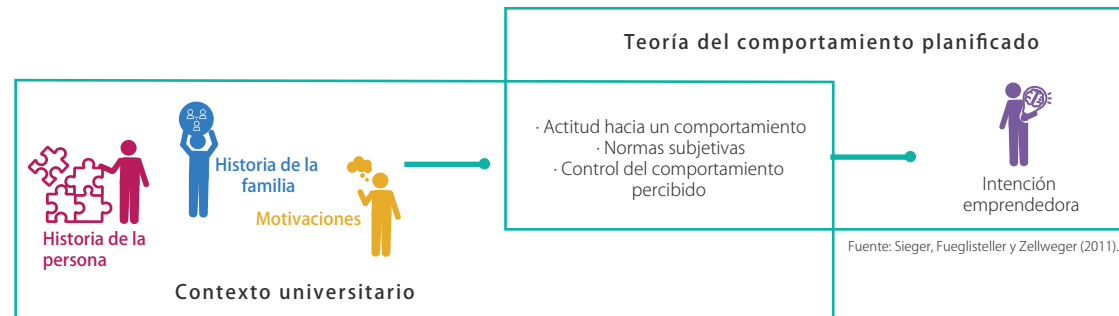 Teoría del comportamiento planificado
· Actitud hacia un comportamiento
· Normas subjetivas
· Control del comportamiento
percibido
Historia de la
familia
Motivaciones
Historia de la
persona
Intención
emprendedora
Fuente: Sieger, Fueglisteller y Zellweger (2011).
Contexto universitario